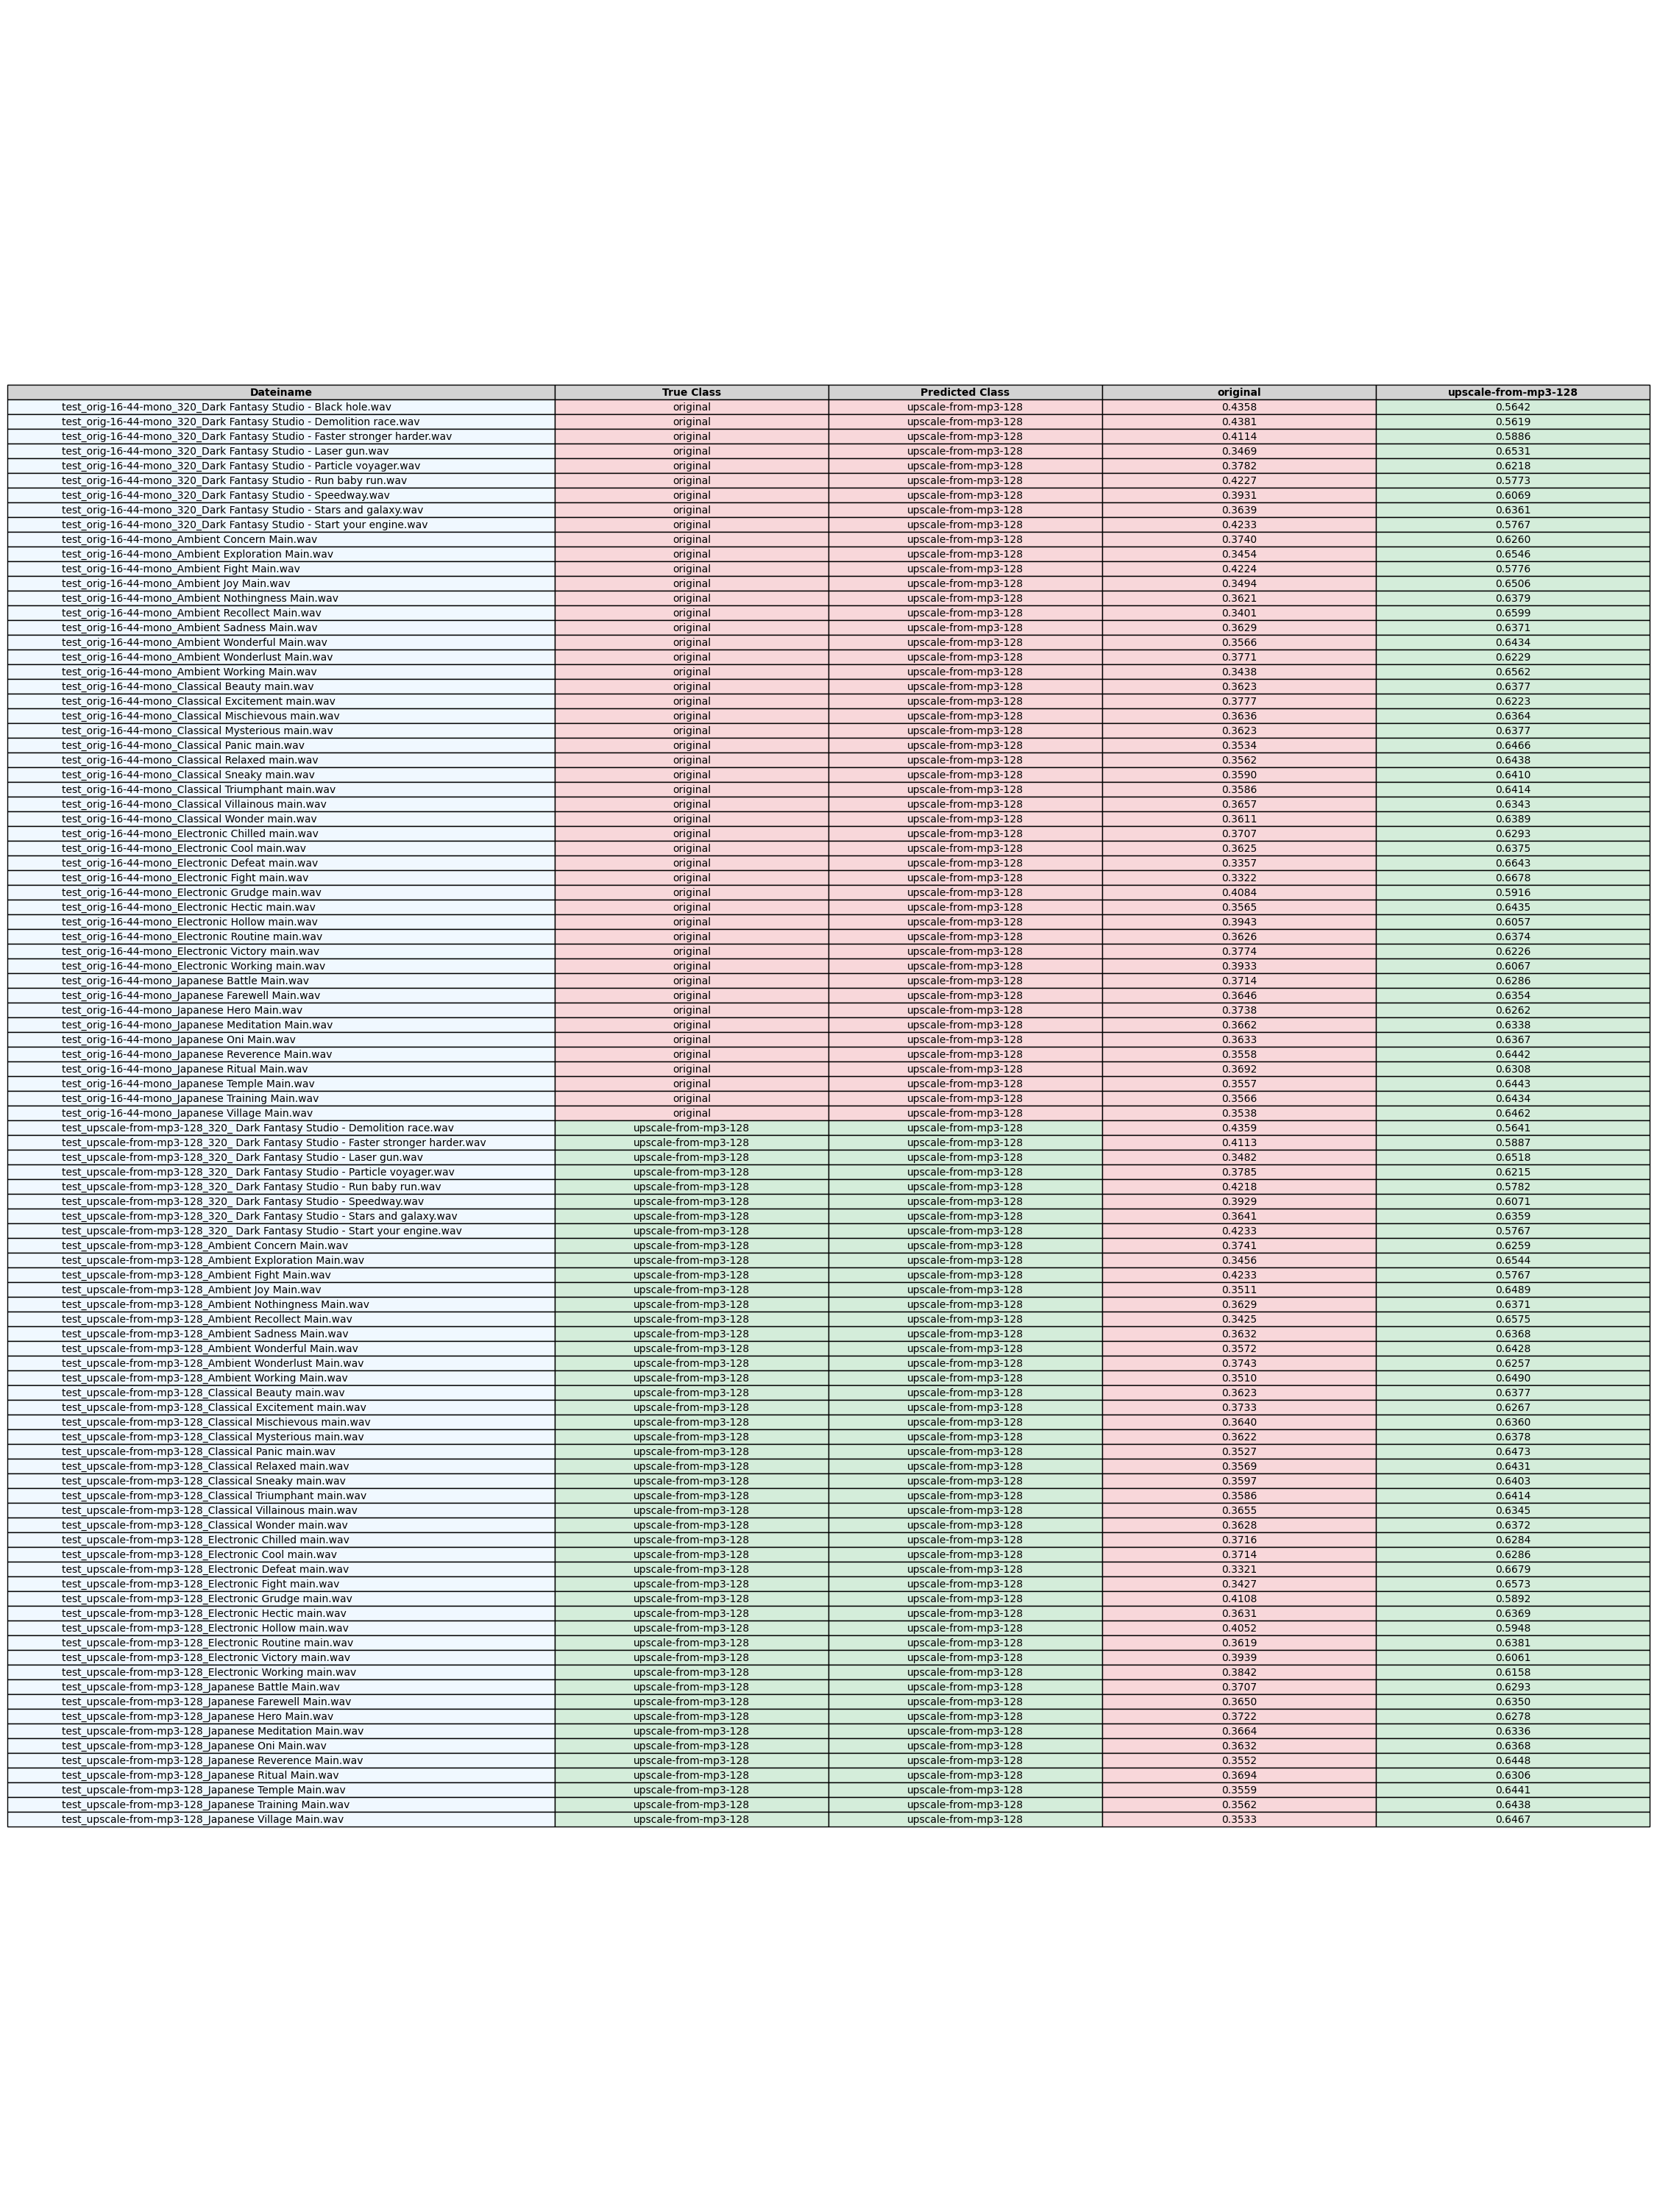 Dateiname True Class Predicted Class original upscale-from-mp3-128
test_orig-16-44-mono_320_Dark Fantasy Studio - Black hole.wav original upscale-from-mp3-128 0.4358 0.5642
test_orig-16-44-mono_320_Dark Fantasy Studio - Demolition race.wav original upscale-from-mp3-128 0.4381 0.5619
test_orig-16-44-mono_320_Dark Fantasy Studio - Faster stronger harder.wav original upscale-from-mp3-128 0.4114 0.5886
test_orig-16-44-mono_320_Dark Fantasy Studio - Laser gun.wav original upscale-from-mp3-128 0.3469 0.6531
test_orig-16-44-mono_320_Dark Fantasy Studio - Particle voyager.wav original upscale-from-mp3-128 0.3782 0.6218
test_orig-16-44-mono_320_Dark Fantasy Studio - Run baby run.wav original upscale-from-mp3-128 0.4227 0.5773
test_orig-16-44-mono_320_Dark Fantasy Studio - Speedway.wav original upscale-from-mp3-128 0.3931 0.6069
test_orig-16-44-mono_320_Dark Fantasy Studio - Stars and galaxy.wav original upscale-from-mp3-128 0.3639 0.6361
test_orig-16-44-mono_320_Dark Fantasy Studio - Start your engine.wav original upscale-from-mp3-128 0.4233 0.5767
test_orig-16-44-mono_Ambient Concern Main.wav original upscale-from-mp3-128 0.3740 0.6260
test_orig-16-44-mono_Ambient Exploration Main.wav original upscale-from-mp3-128 0.3454 0.6546
test_orig-16-44-mono_Ambient Fight Main.wav original upscale-from-mp3-128 0.4224 0.5776
test_orig-16-44-mono_Ambient Joy Main.wav original upscale-from-mp3-128 0.3494 0.6506
test_orig-16-44-mono_Ambient Nothingness Main.wav original upscale-from-mp3-128 0.3621 0.6379
test_orig-16-44-mono_Ambient Recollect Main.wav original upscale-from-mp3-128 0.3401 0.6599
test_orig-16-44-mono_Ambient Sadness Main.wav original upscale-from-mp3-128 0.3629 0.6371
test_orig-16-44-mono_Ambient Wonderful Main.wav original upscale-from-mp3-128 0.3566 0.6434
test_orig-16-44-mono_Ambient Wonderlust Main.wav original upscale-from-mp3-128 0.3771 0.6229
test_orig-16-44-mono_Ambient Working Main.wav original upscale-from-mp3-128 0.3438 0.6562
test_orig-16-44-mono_Classical Beauty main.wav original upscale-from-mp3-128 0.3623 0.6377
test_orig-16-44-mono_Classical Excitement main.wav original upscale-from-mp3-128 0.3777 0.6223
test_orig-16-44-mono_Classical Mischievous main.wav original upscale-from-mp3-128 0.3636 0.6364
test_orig-16-44-mono_Classical Mysterious main.wav original upscale-from-mp3-128 0.3623 0.6377
test_orig-16-44-mono_Classical Panic main.wav original upscale-from-mp3-128 0.3534 0.6466
test_orig-16-44-mono_Classical Relaxed main.wav original upscale-from-mp3-128 0.3562 0.6438
test_orig-16-44-mono_Classical Sneaky main.wav original upscale-from-mp3-128 0.3590 0.6410
test_orig-16-44-mono_Classical Triumphant main.wav original upscale-from-mp3-128 0.3586 0.6414
test_orig-16-44-mono_Classical Villainous main.wav original upscale-from-mp3-128 0.3657 0.6343
test_orig-16-44-mono_Classical Wonder main.wav original upscale-from-mp3-128 0.3611 0.6389
test_orig-16-44-mono_Electronic Chilled main.wav original upscale-from-mp3-128 0.3707 0.6293
test_orig-16-44-mono_Electronic Cool main.wav original upscale-from-mp3-128 0.3625 0.6375
test_orig-16-44-mono_Electronic Defeat main.wav original upscale-from-mp3-128 0.3357 0.6643
test_orig-16-44-mono_Electronic Fight main.wav original upscale-from-mp3-128 0.3322 0.6678
test_orig-16-44-mono_Electronic Grudge main.wav original upscale-from-mp3-128 0.4084 0.5916
test_orig-16-44-mono_Electronic Hectic main.wav original upscale-from-mp3-128 0.3565 0.6435
test_orig-16-44-mono_Electronic Hollow main.wav original upscale-from-mp3-128 0.3943 0.6057
test_orig-16-44-mono_Electronic Routine main.wav original upscale-from-mp3-128 0.3626 0.6374
test_orig-16-44-mono_Electronic Victory main.wav original upscale-from-mp3-128 0.3774 0.6226
test_orig-16-44-mono_Electronic Working main.wav original upscale-from-mp3-128 0.3933 0.6067
test_orig-16-44-mono_Japanese Battle Main.wav original upscale-from-mp3-128 0.3714 0.6286
test_orig-16-44-mono_Japanese Farewell Main.wav original upscale-from-mp3-128 0.3646 0.6354
test_orig-16-44-mono_Japanese Hero Main.wav original upscale-from-mp3-128 0.3738 0.6262
test_orig-16-44-mono_Japanese Meditation Main.wav original upscale-from-mp3-128 0.3662 0.6338
test_orig-16-44-mono_Japanese Oni Main.wav original upscale-from-mp3-128 0.3633 0.6367
test_orig-16-44-mono_Japanese Reverence Main.wav original upscale-from-mp3-128 0.3558 0.6442
test_orig-16-44-mono_Japanese Ritual Main.wav original upscale-from-mp3-128 0.3692 0.6308
test_orig-16-44-mono_Japanese Temple Main.wav original upscale-from-mp3-128 0.3557 0.6443
test_orig-16-44-mono_Japanese Training Main.wav original upscale-from-mp3-128 0.3566 0.6434
test_orig-16-44-mono_Japanese Village Main.wav original upscale-from-mp3-128 0.3538 0.6462
test_upscale-from-mp3-128_320_ Dark Fantasy Studio - Demolition race.wav upscale-from-mp3-128 upscale-from-mp3-128 0.4359 0.5641
test_upscale-from-mp3-128_320_ Dark Fantasy Studio - Faster stronger harder.wav upscale-from-mp3-128 upscale-from-mp3-128 0.4113 0.5887
test_upscale-from-mp3-128_320_ Dark Fantasy Studio - Laser gun.wav upscale-from-mp3-128 upscale-from-mp3-128 0.3482 0.6518
test_upscale-from-mp3-128_320_ Dark Fantasy Studio - Particle voyager.wav upscale-from-mp3-128 upscale-from-mp3-128 0.3785 0.6215
test_upscale-from-mp3-128_320_ Dark Fantasy Studio - Run baby run.wav upscale-from-mp3-128 upscale-from-mp3-128 0.4218 0.5782
test_upscale-from-mp3-128_320_ Dark Fantasy Studio - Speedway.wav upscale-from-mp3-128 upscale-from-mp3-128 0.3929 0.6071
test_upscale-from-mp3-128_320_ Dark Fantasy Studio - Stars and galaxy.wav upscale-from-mp3-128 upscale-from-mp3-128 0.3641 0.6359
test_upscale-from-mp3-128_320_ Dark Fantasy Studio - Start your engine.wav upscale-from-mp3-128 upscale-from-mp3-128 0.4233 0.5767
test_upscale-from-mp3-128_Ambient Concern Main.wav upscale-from-mp3-128 upscale-from-mp3-128 0.3741 0.6259
test_upscale-from-mp3-128_Ambient Exploration Main.wav upscale-from-mp3-128 upscale-from-mp3-128 0.3456 0.6544
test_upscale-from-mp3-128_Ambient Fight Main.wav upscale-from-mp3-128 upscale-from-mp3-128 0.4233 0.5767
test_upscale-from-mp3-128_Ambient Joy Main.wav upscale-from-mp3-128 upscale-from-mp3-128 0.3511 0.6489
test_upscale-from-mp3-128_Ambient Nothingness Main.wav upscale-from-mp3-128 upscale-from-mp3-128 0.3629 0.6371
test_upscale-from-mp3-128_Ambient Recollect Main.wav upscale-from-mp3-128 upscale-from-mp3-128 0.3425 0.6575
test_upscale-from-mp3-128_Ambient Sadness Main.wav upscale-from-mp3-128 upscale-from-mp3-128 0.3632 0.6368
test_upscale-from-mp3-128_Ambient Wonderful Main.wav upscale-from-mp3-128 upscale-from-mp3-128 0.3572 0.6428
test_upscale-from-mp3-128_Ambient Wonderlust Main.wav upscale-from-mp3-128 upscale-from-mp3-128 0.3743 0.6257
test_upscale-from-mp3-128_Ambient Working Main.wav upscale-from-mp3-128 upscale-from-mp3-128 0.3510 0.6490
test_upscale-from-mp3-128_Classical Beauty main.wav upscale-from-mp3-128 upscale-from-mp3-128 0.3623 0.6377
test_upscale-from-mp3-128_Classical Excitement main.wav upscale-from-mp3-128 upscale-from-mp3-128 0.3733 0.6267
test_upscale-from-mp3-128_Classical Mischievous main.wav upscale-from-mp3-128 upscale-from-mp3-128 0.3640 0.6360
test_upscale-from-mp3-128_Classical Mysterious main.wav upscale-from-mp3-128 upscale-from-mp3-128 0.3622 0.6378
test_upscale-from-mp3-128_Classical Panic main.wav upscale-from-mp3-128 upscale-from-mp3-128 0.3527 0.6473
test_upscale-from-mp3-128_Classical Relaxed main.wav upscale-from-mp3-128 upscale-from-mp3-128 0.3569 0.6431
test_upscale-from-mp3-128_Classical Sneaky main.wav upscale-from-mp3-128 upscale-from-mp3-128 0.3597 0.6403
test_upscale-from-mp3-128_Classical Triumphant main.wav upscale-from-mp3-128 upscale-from-mp3-128 0.3586 0.6414
test_upscale-from-mp3-128_Classical Villainous main.wav upscale-from-mp3-128 upscale-from-mp3-128 0.3655 0.6345
test_upscale-from-mp3-128_Classical Wonder main.wav upscale-from-mp3-128 upscale-from-mp3-128 0.3628 0.6372
test_upscale-from-mp3-128_Electronic Chilled main.wav upscale-from-mp3-128 upscale-from-mp3-128 0.3716 0.6284
test_upscale-from-mp3-128_Electronic Cool main.wav upscale-from-mp3-128 upscale-from-mp3-128 0.3714 0.6286
test_upscale-from-mp3-128_Electronic Defeat main.wav upscale-from-mp3-128 upscale-from-mp3-128 0.3321 0.6679
test_upscale-from-mp3-128_Electronic Fight main.wav upscale-from-mp3-128 upscale-from-mp3-128 0.3427 0.6573
test_upscale-from-mp3-128_Electronic Grudge main.wav upscale-from-mp3-128 upscale-from-mp3-128 0.4108 0.5892
test_upscale-from-mp3-128_Electronic Hectic main.wav upscale-from-mp3-128 upscale-from-mp3-128 0.3631 0.6369
test_upscale-from-mp3-128_Electronic Hollow main.wav upscale-from-mp3-128 upscale-from-mp3-128 0.4052 0.5948
test_upscale-from-mp3-128_Electronic Routine main.wav upscale-from-mp3-128 upscale-from-mp3-128 0.3619 0.6381
test_upscale-from-mp3-128_Electronic Victory main.wav upscale-from-mp3-128 upscale-from-mp3-128 0.3939 0.6061
test_upscale-from-mp3-128_Electronic Working main.wav upscale-from-mp3-128 upscale-from-mp3-128 0.3842 0.6158
test_upscale-from-mp3-128_Japanese Battle Main.wav upscale-from-mp3-128 upscale-from-mp3-128 0.3707 0.6293
test_upscale-from-mp3-128_Japanese Farewell Main.wav upscale-from-mp3-128 upscale-from-mp3-128 0.3650 0.6350
test_upscale-from-mp3-128_Japanese Hero Main.wav upscale-from-mp3-128 upscale-from-mp3-128 0.3722 0.6278
test_upscale-from-mp3-128_Japanese Meditation Main.wav upscale-from-mp3-128 upscale-from-mp3-128 0.3664 0.6336
test_upscale-from-mp3-128_Japanese Oni Main.wav upscale-from-mp3-128 upscale-from-mp3-128 0.3632 0.6368
test_upscale-from-mp3-128_Japanese Reverence Main.wav upscale-from-mp3-128 upscale-from-mp3-128 0.3552 0.6448
test_upscale-from-mp3-128_Japanese Ritual Main.wav upscale-from-mp3-128 upscale-from-mp3-128 0.3694 0.6306
test_upscale-from-mp3-128_Japanese Temple Main.wav upscale-from-mp3-128 upscale-from-mp3-128 0.3559 0.6441
test_upscale-from-mp3-128_Japanese Training Main.wav upscale-from-mp3-128 upscale-from-mp3-128 0.3562 0.6438
test_upscale-from-mp3-128_Japanese Village Main.wav upscale-from-mp3-128 upscale-from-mp3-128 0.3533 0.6467